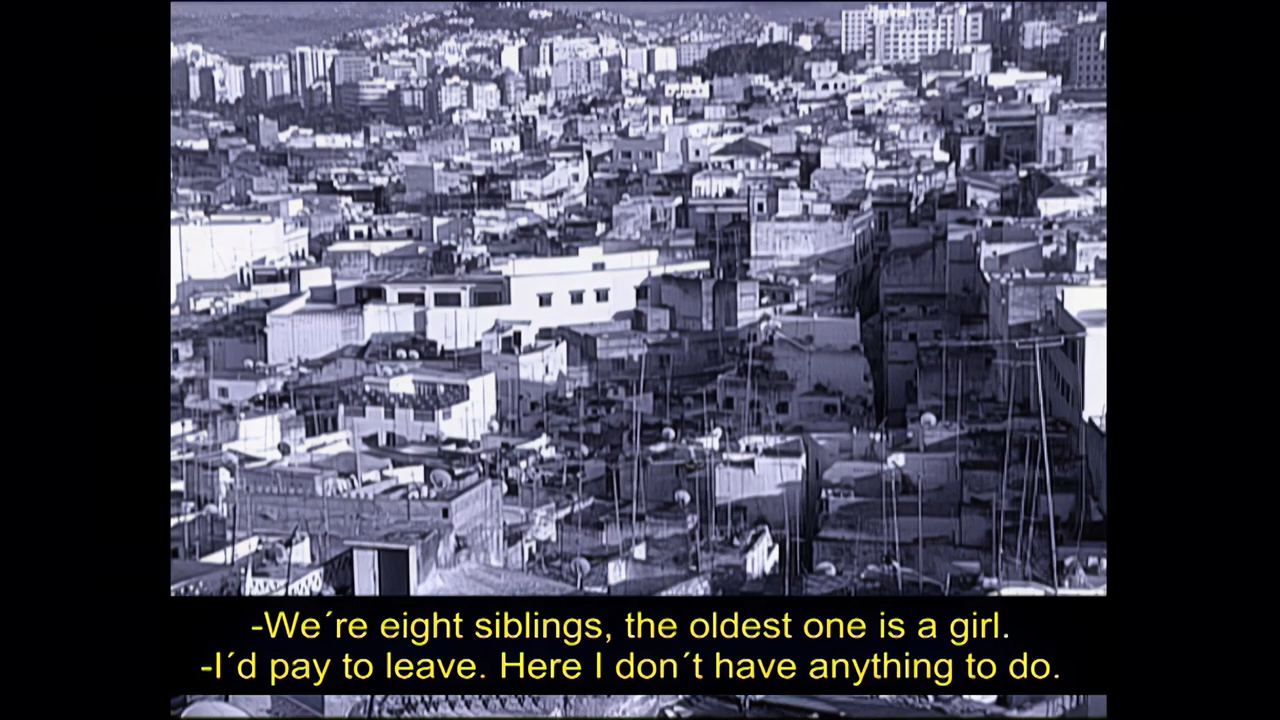 -We´re eight siblings, the oldest one is a girl.
-I´d pay to leave. Here I don´t have anything to do.